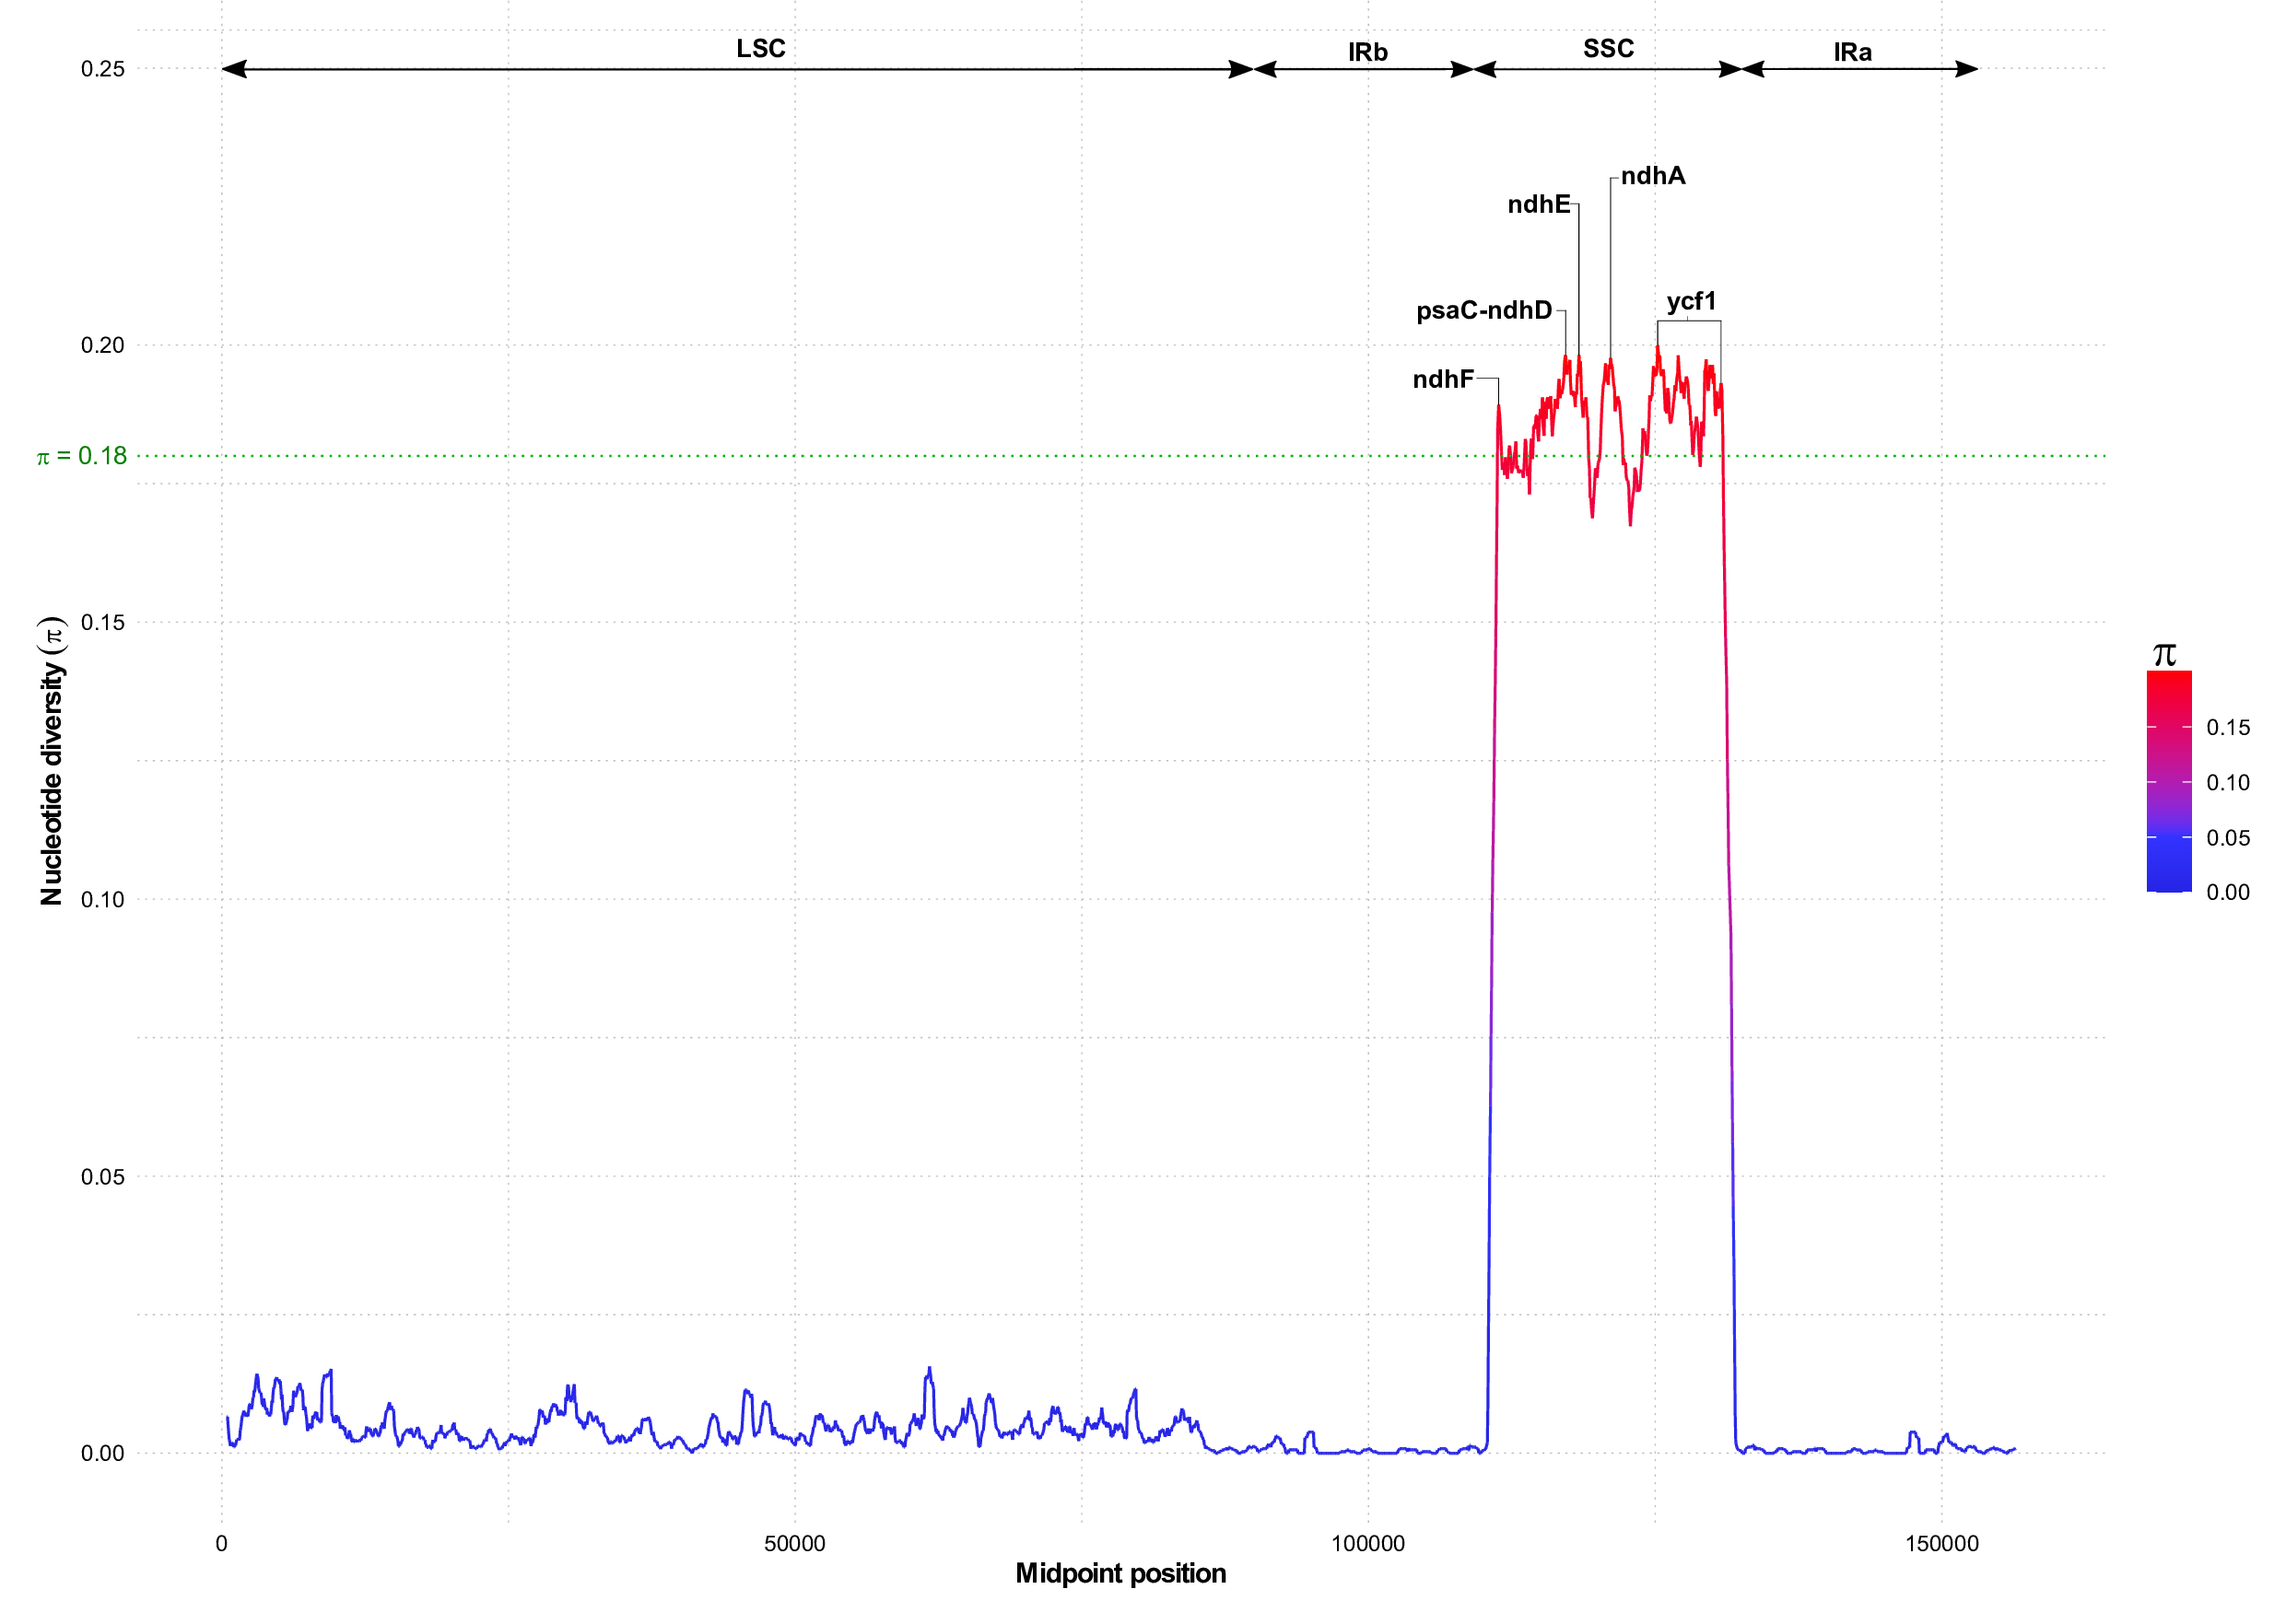 LSC
IRb
SSC
IRa
0.25
ndhA
ndhE
ycf1
psaC-ndhD
0.20
ndhF
π = 0.18
0.15
Nucleotide diversity (π)
0.10
0.05
0.00
0
50000
100000
150000
Midpoint position
π
0.15
0.10
0.05
0.00